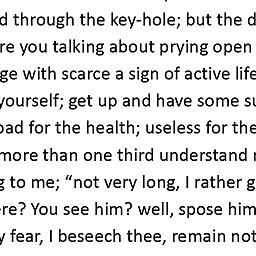 d through the key-hole; but the d
re you talking about prying open
ge with scarce a sign of active life
yourself; get up and have some su
oad for the health; useless for the
more than one third understand
g to me; “not very long, I rather g
ere? You see him? well, spose him
y fear, I beseech thee, remain not